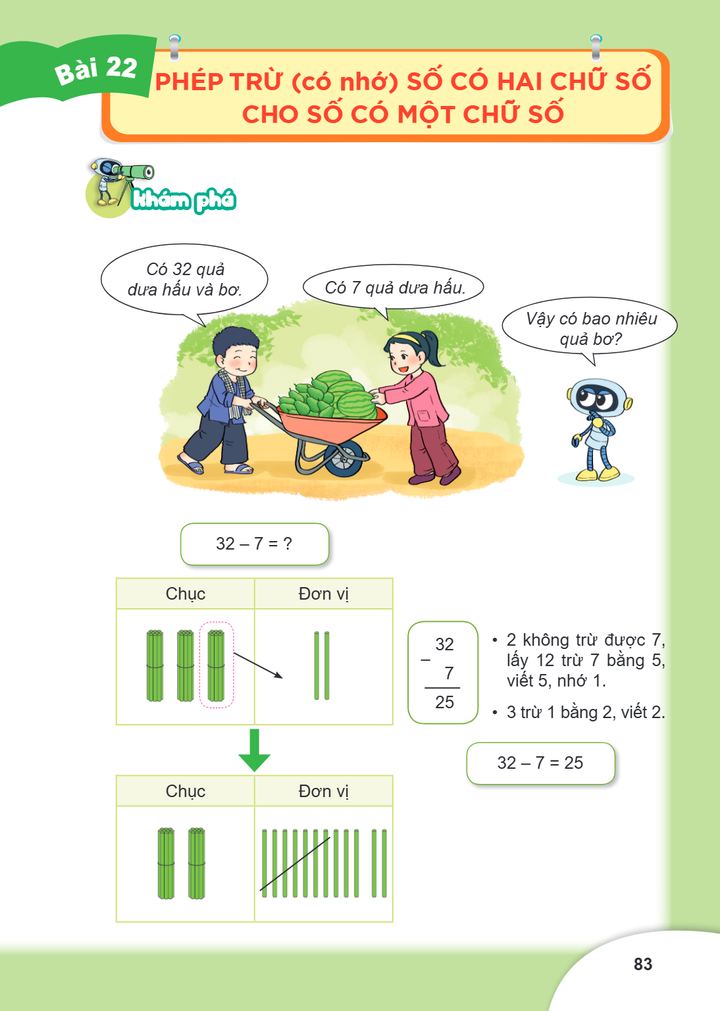 Bài 22
PHÉP TRỪ (có nhớ) SỐ CÓ HAI CHỮ SỐ
CHO SỐ CÓ MỘT CHỮ SỐ
Khám phá
Có 32 quả
dưa hấu và bơ.
Có 7 quả dưa hấu.
Vậy có bao nhiêu
quả bơ?
32 – 7 = ?
Chục
Đơn vị
32
–
7
25
• 2 không trừ được 7,
lấy 12 trừ 7 bằng 5,
viết 5, nhớ 1.
• 3 trừ 1 bằng 2, viết 2.
32 – 7 = 25
Chục
Đơn vị
83